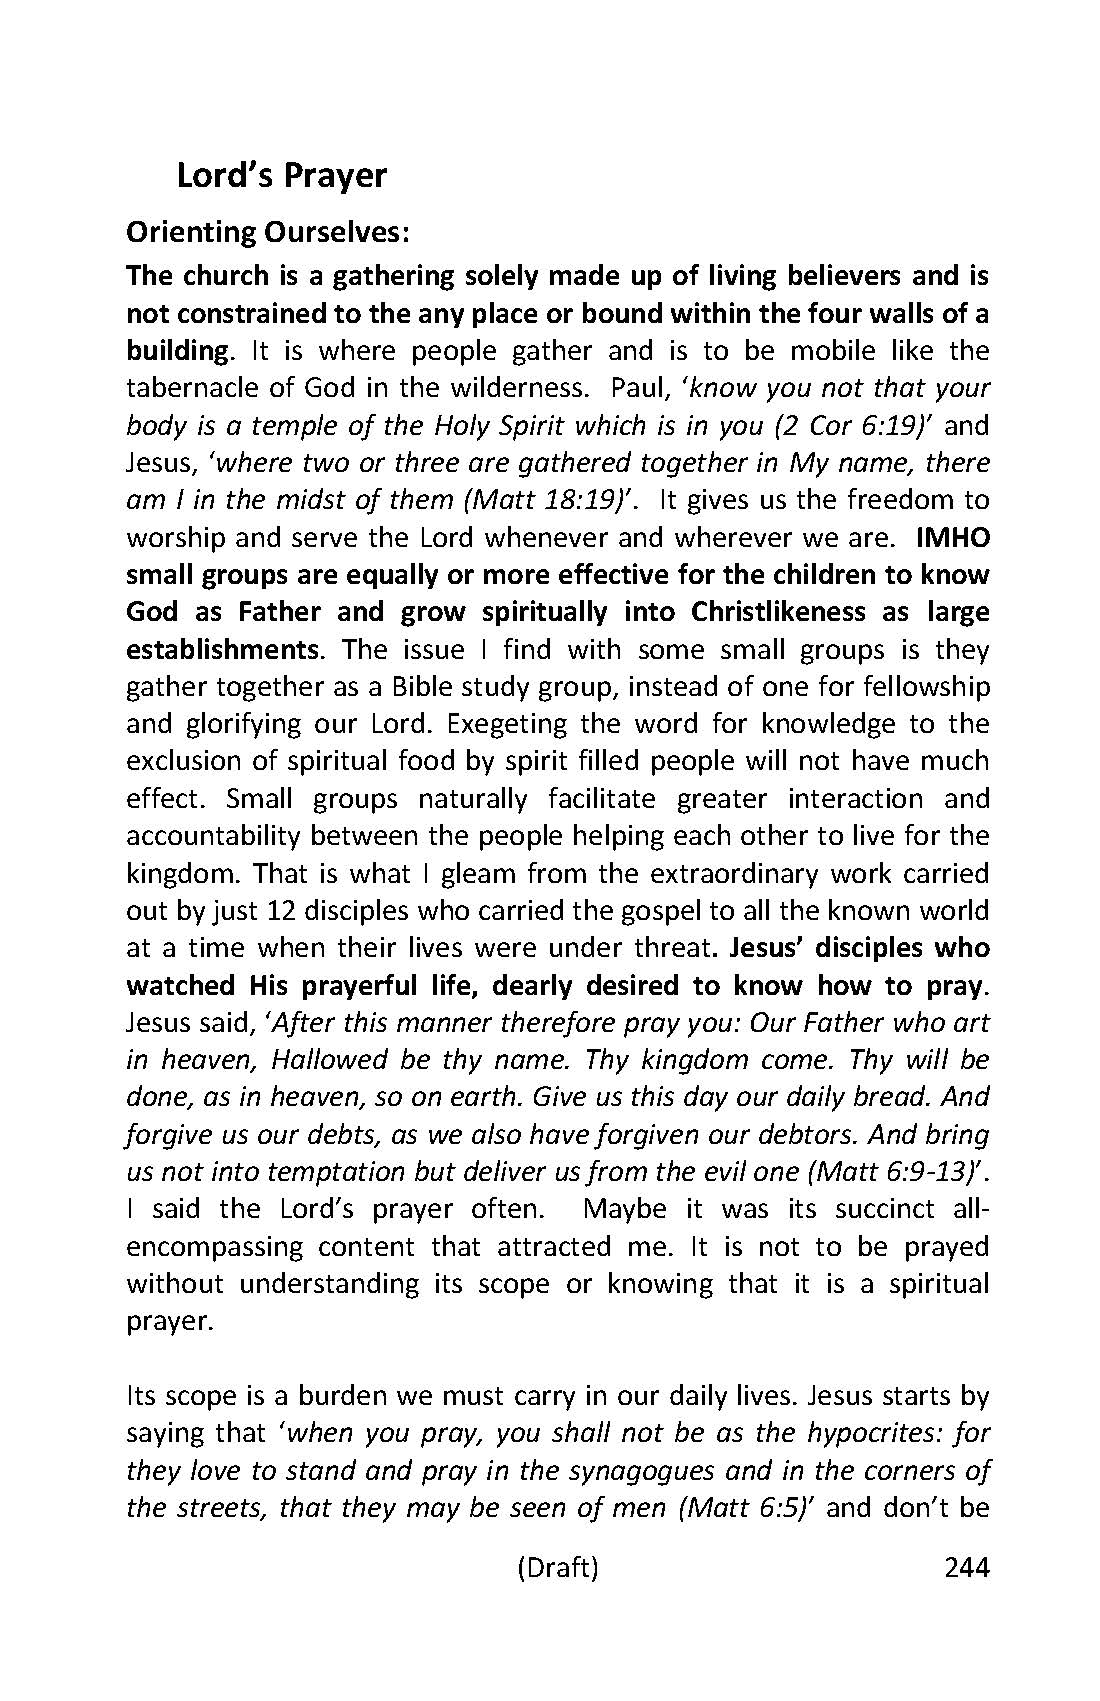 Lord’s Prayer
Orienting Ourselves:
The church is a gathering solely made up of living believers and is
not constrained to the any place or bound within the four walls of a
building. It is where people gather and is to be mobile like the
tabernacle of God in the wilderness.  Paul, ‘know you not that your
body is a temple of the Holy Spirit which is in you (2 Cor 6:19)’ and
Jesus, ‘where two or three are gathered together in My name, there
am I in the midst of them (Matt 18:19)’.  It gives us the freedom to
worship and serve the Lord whenever and wherever we are.  IMHO
small groups are equally or more effective for the children to know
God as Father and grow spiritually into Christlikeness as large
establishments. The issue I find with some small groups is they
gather together as a Bible study group, instead of one for fellowship
and glorifying our Lord. Exegeting the word for knowledge to the
exclusion of spiritual food by spirit filled people will not have much
effect. Small groups naturally facilitate greater interaction and
accountability between the people helping each other to live for the
kingdom. That is what I gleam from the extraordinary work carried
out by just 12 disciples who carried the gospel to all the known world
at a time when their lives were under threat. Jesus’ disciples who
watched His prayerful life, dearly desired to know how to pray.
Jesus said, ‘After this manner therefore pray you: Our Father who art
in heaven, Hallowed be thy name. Thy kingdom come. Thy will be
done, as in heaven, so on earth. Give us this day our daily bread. And
forgive us our debts, as we also have forgiven our debtors. And bring
us not into temptation but deliver us from the evil one (Matt 6:9-13)’.
I said the Lord’s prayer often.  Maybe it was its succinct all-
encompassing content that attracted me. It is not to be prayed
without understanding its scope or knowing that it is a spiritual
prayer.
Its scope is a burden we must carry in our daily lives. Jesus starts by
saying that ‘when you pray, you shall not be as the hypocrites: for
they love to stand and pray in the synagogues and in the corners of
the streets, that they may be seen of men (Matt 6:5)’ and don’t be
(Draft) 244